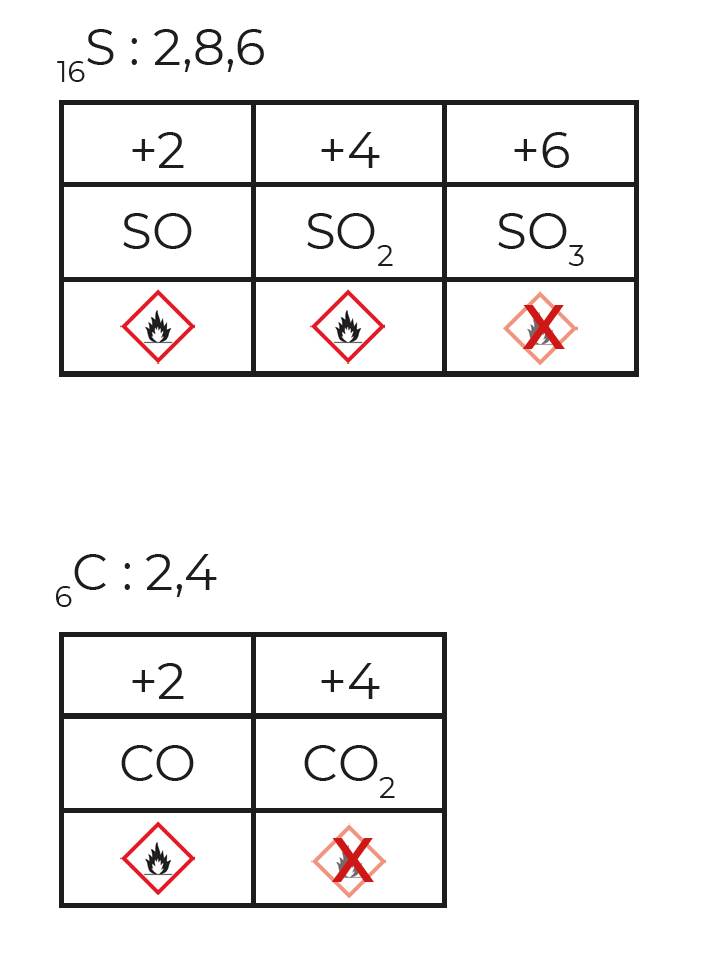 ₁₆S : 2,8,6
+2 +4 +6
SO SO₂ SO₃
X
₆C : 2,4
+2 +4
CO CO₂
X